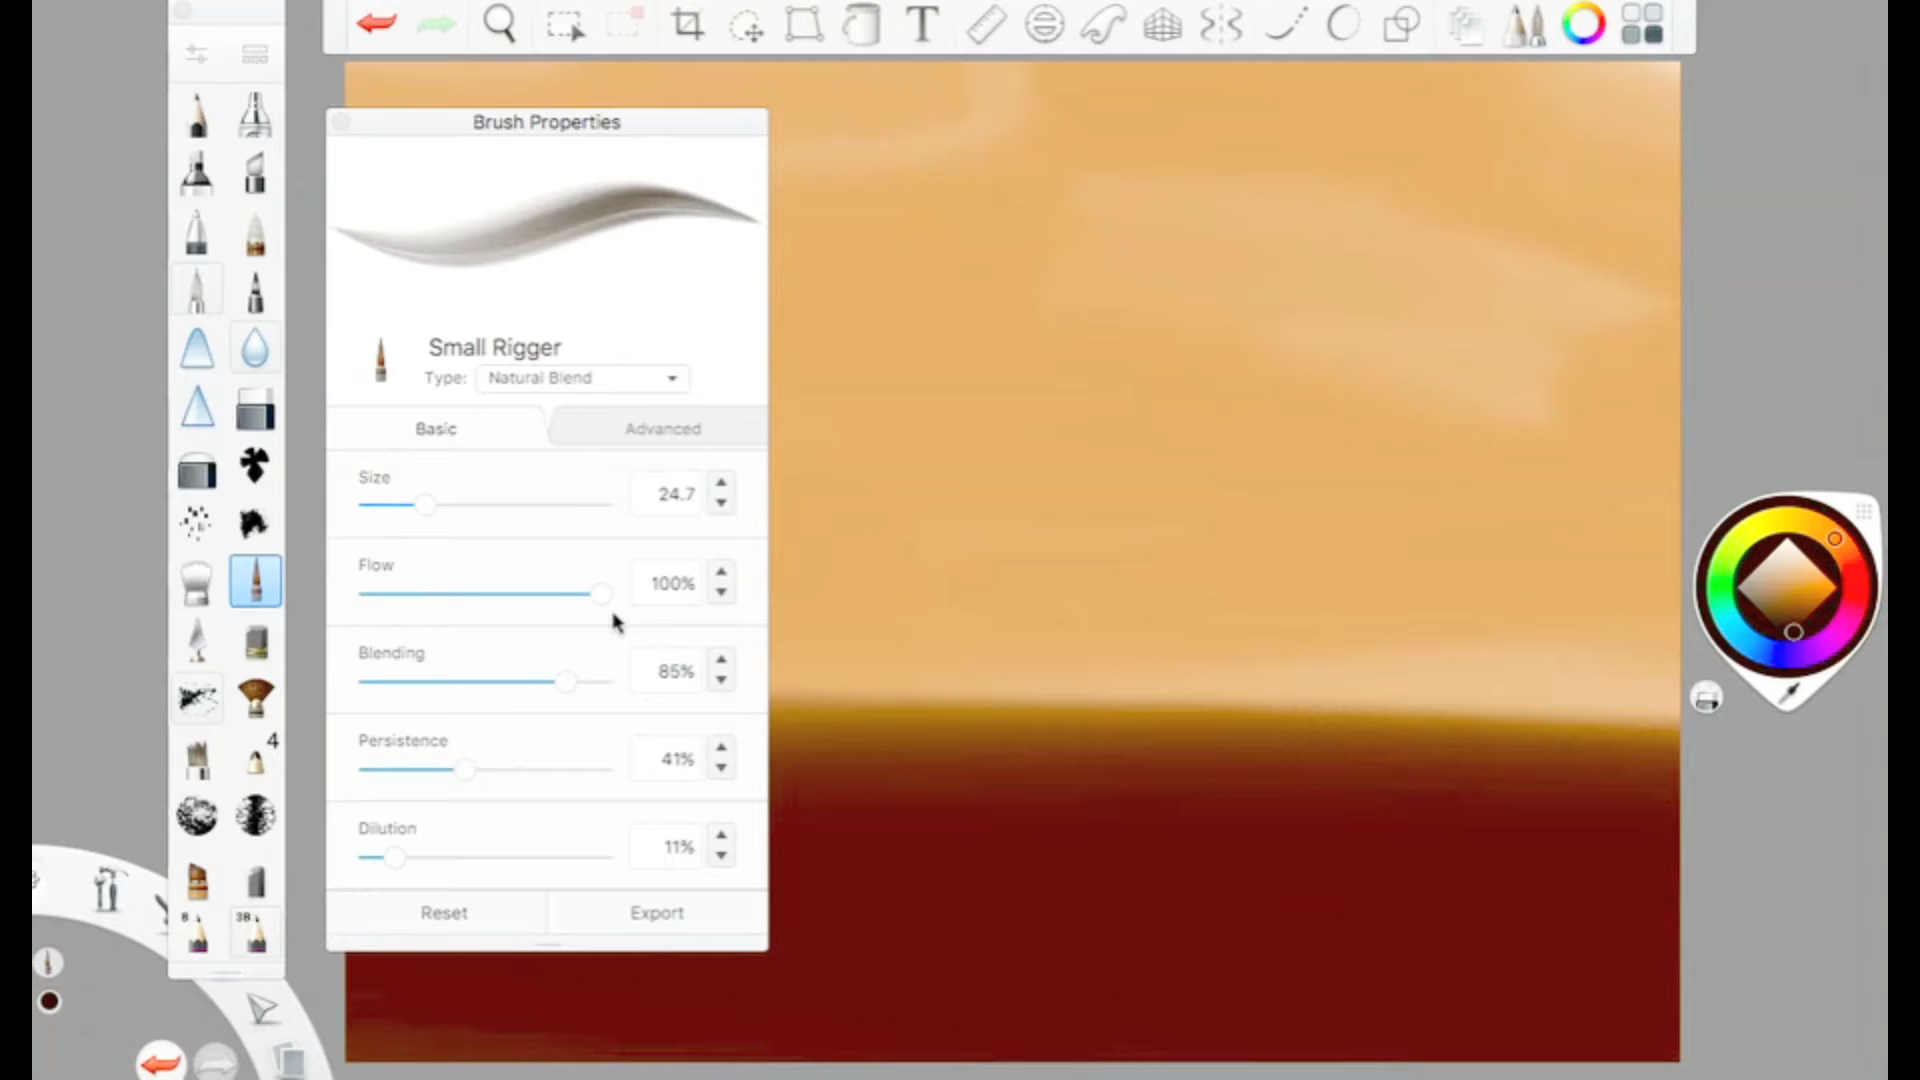 T
Brush Properties
Small Rigger
Type: Natural Blend
Basic Advanced
Size
24.7
Flow
100%
Blending
85%
Persistence
41%
4
Dilution
11%
Reset Export
8 38